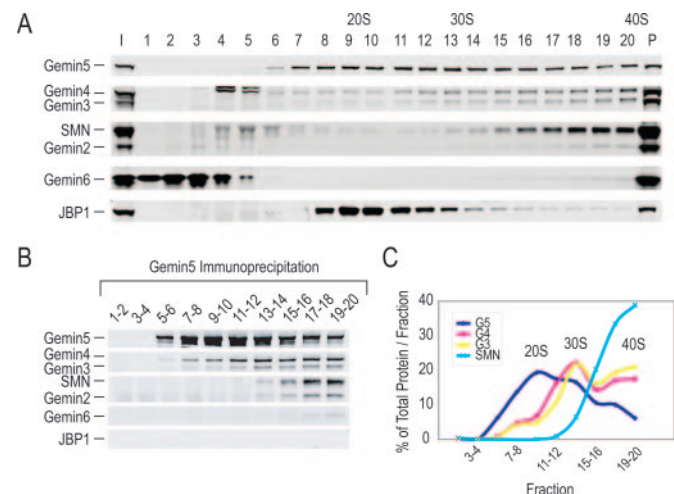 A
20S 30S 40S
I 1 2 3 4 5 6 7 8 9 10 11 12 13 14 15 16 17 18 19 20 P
Gemin5
Gemin4
Gemin3
SMN
Gemin2
Gemin6
JBP1
B
Gemin5 Immunoprecipitation
1-2 3-4 5-6 7-8 9-10 11-12 13-14 15-16 17-18 19-20
Gemin5
Gemin4
Gemin3
SMN
Gemin2
Gemin6
JBP1
C
% of Total Protein / Fraction
40
30
20
10
0
G5
G4
G3
SMN
20S 30S 40S
3-4 7-8 11-12 15-16 19-20
Fraction